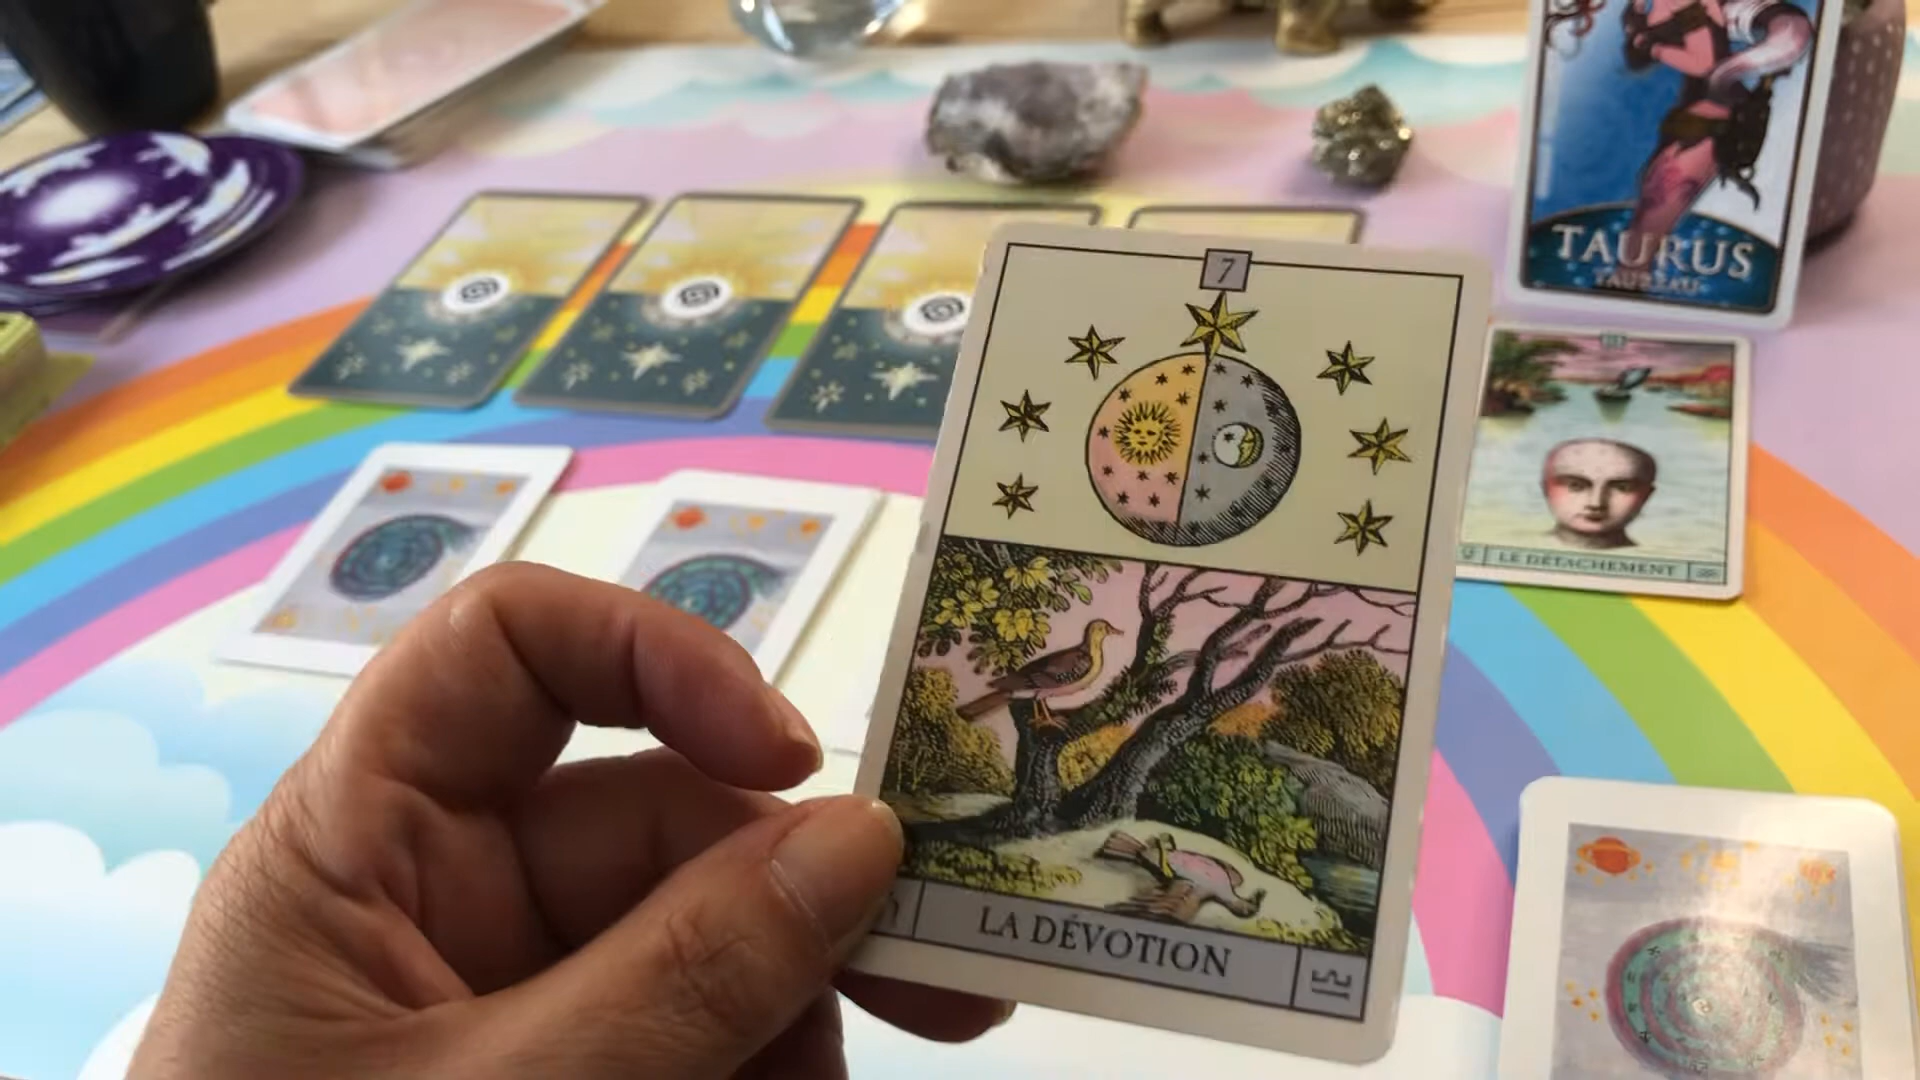 TAURUS
TAUREAU
7
LE DÉTACHEMENT
LA DÉVOTION